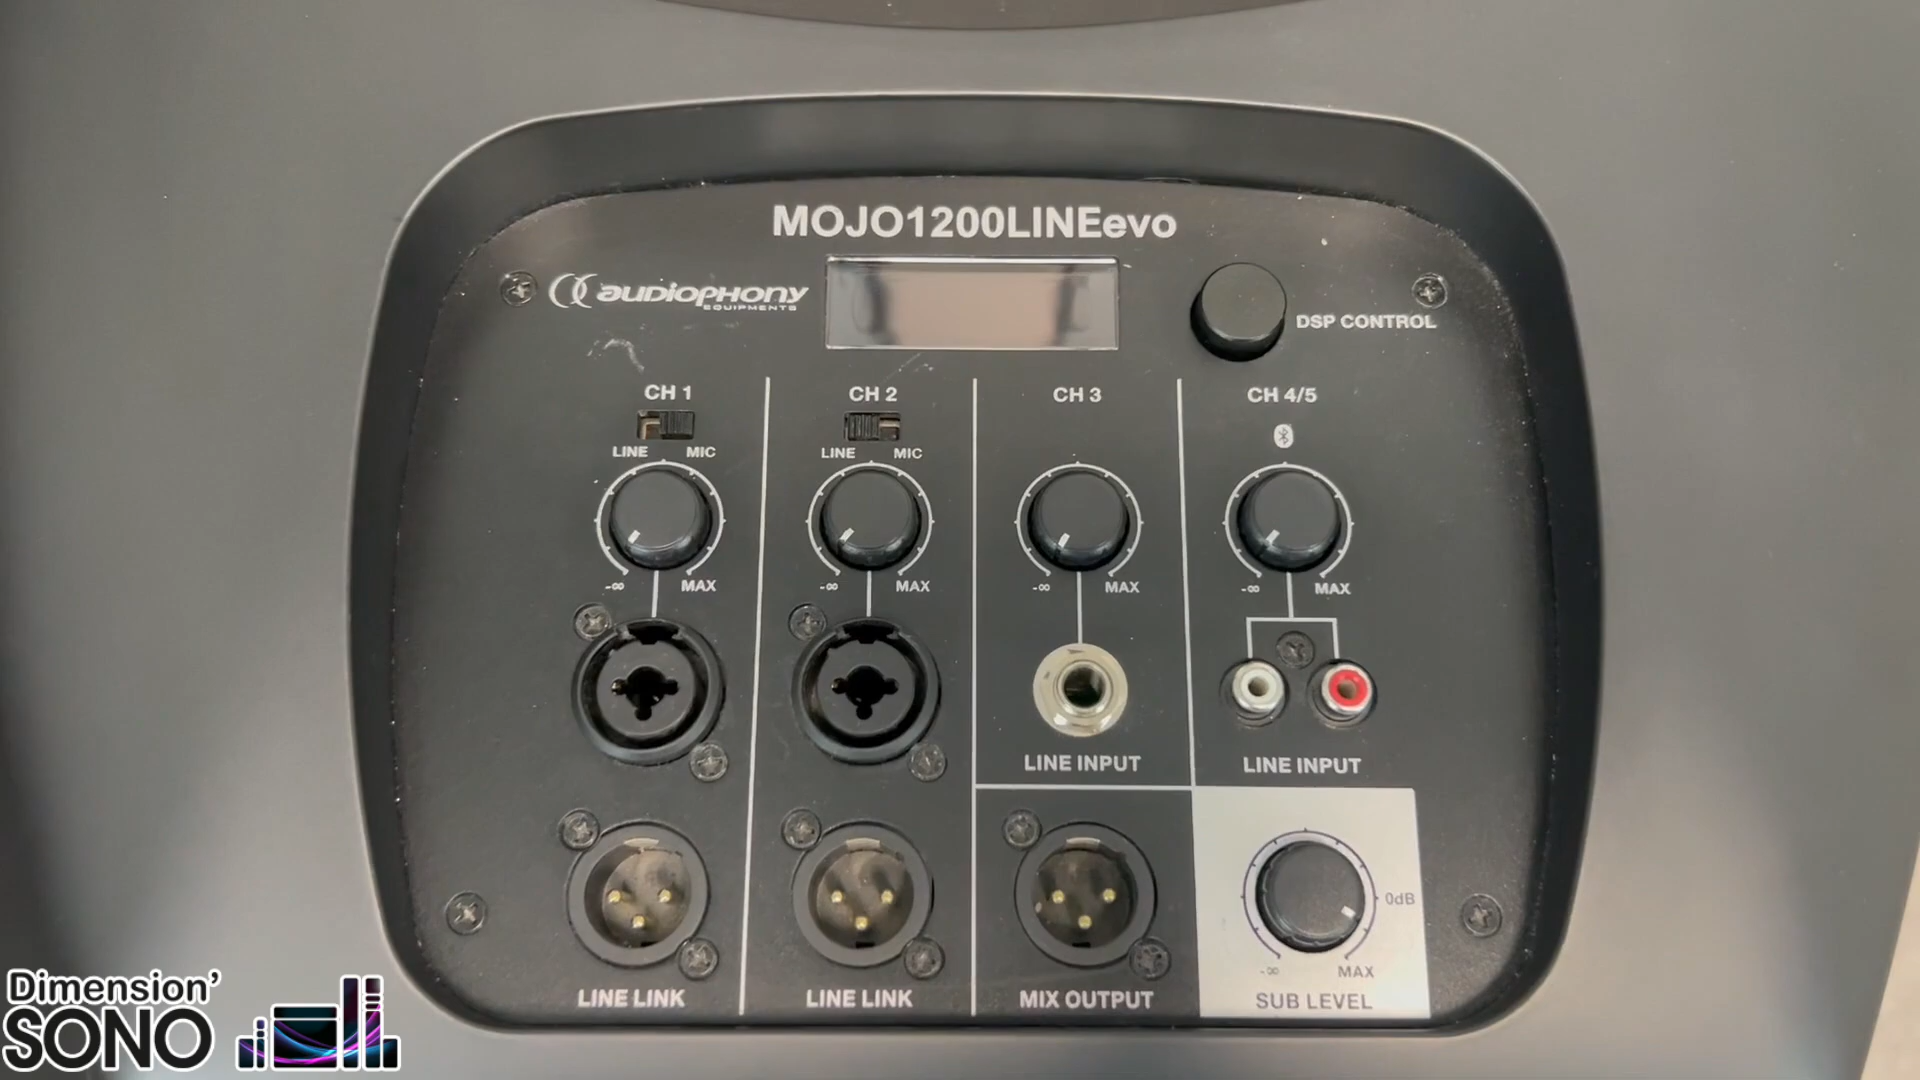 MOJO1200LINEevo
audiophony
EQUIPMENTS
DSP CONTROL
CH 1
CH 2
CH 3
CH 4/5
LINE MIC
LINE MIC
-∞ MAX
-∞ MAX
-∞ MAX
-∞ MAX
LINE INPUT
LINE INPUT
0dB
-∞ MAX
LINE LINK
LINE LINK
MIX OUTPUT
SUB LEVEL
Dimension'
SONO